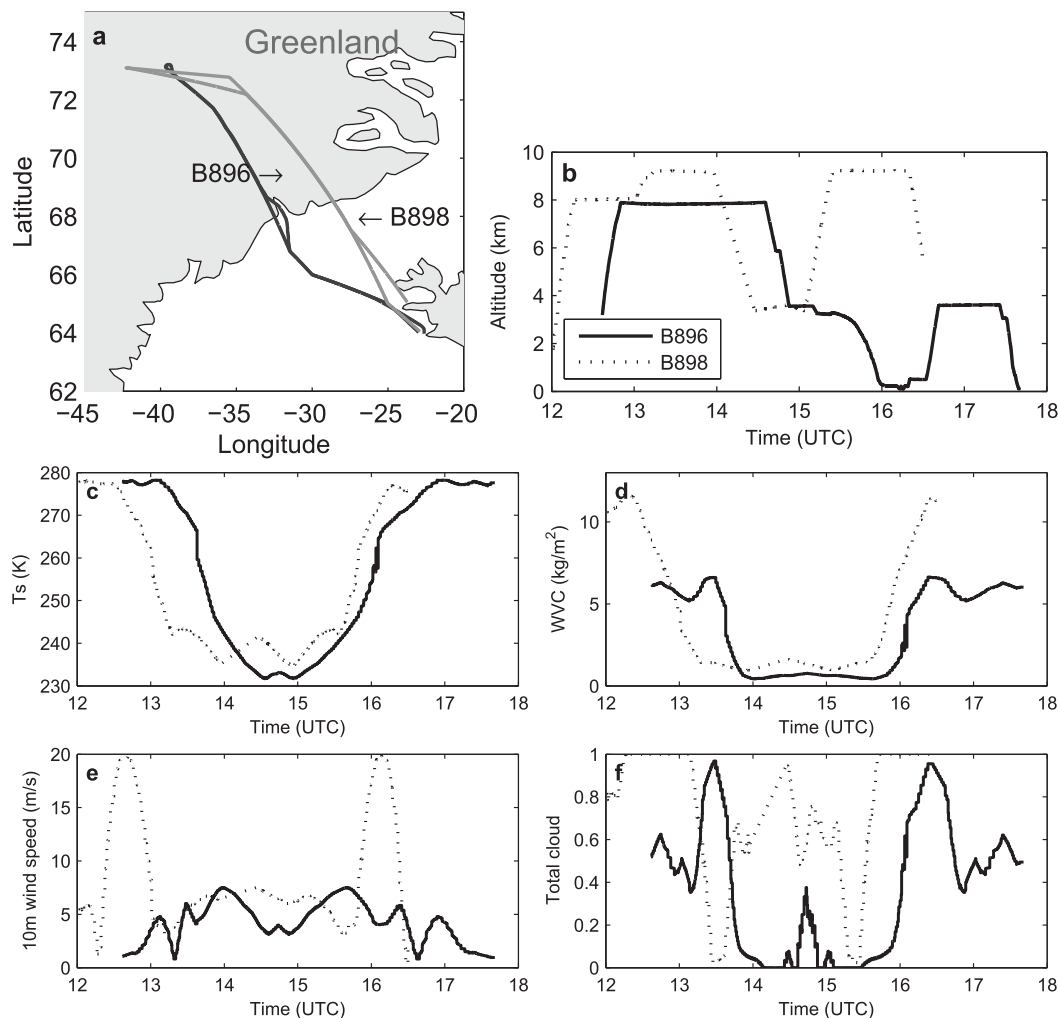 a
Greenland
74
72
70
68
66
64
62
Latitude
B896 →
← B898
−45 −40 −35 −30 −25 −20
Longitude
b
10
8
6
4
2
0
Altitude (km)
B896
B898
12 13 14 15 16 17 18
Time (UTC)
c
280
270
260
250
240
230
Ts (K)
12 13 14 15 16 17 18
Time (UTC)
d
10
5
0
WVC (kg/m²)
12 13 14 15 16 17 18
Time (UTC)
e
20
15
10
5
0
10m wind speed (m/s)
12 13 14 15 16 17 18
Time (UTC)
f
1
0.8
0.6
0.4
0.2
0
Total cloud
12 13 14 15 16 17 18
Time (UTC)